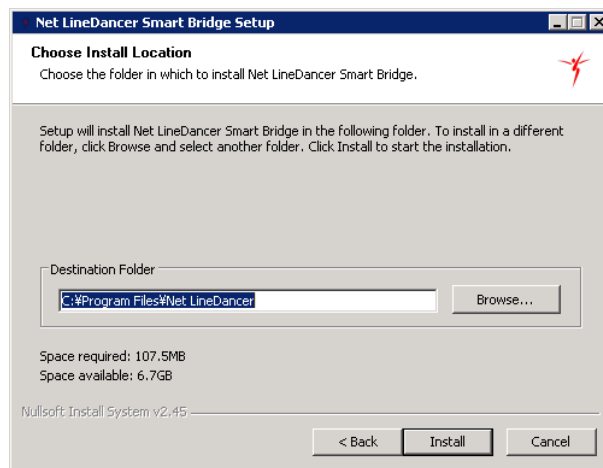 Net LineDancer Smart Bridge Setup
Choose Install Location
Choose the folder in which to install Net LineDancer Smart Bridge.
Setup will install Net LineDancer Smart Bridge in the following folder. To install in a different
folder, click Browse and select another folder. Click Install to start the installation.
Destination Folder
C:¥Program Files¥Net LineDancer
Browse...
Space required: 107.5MB
Space available: 6.7GB
Nullsoft Install System v2.45
< Back
Install
Cancel